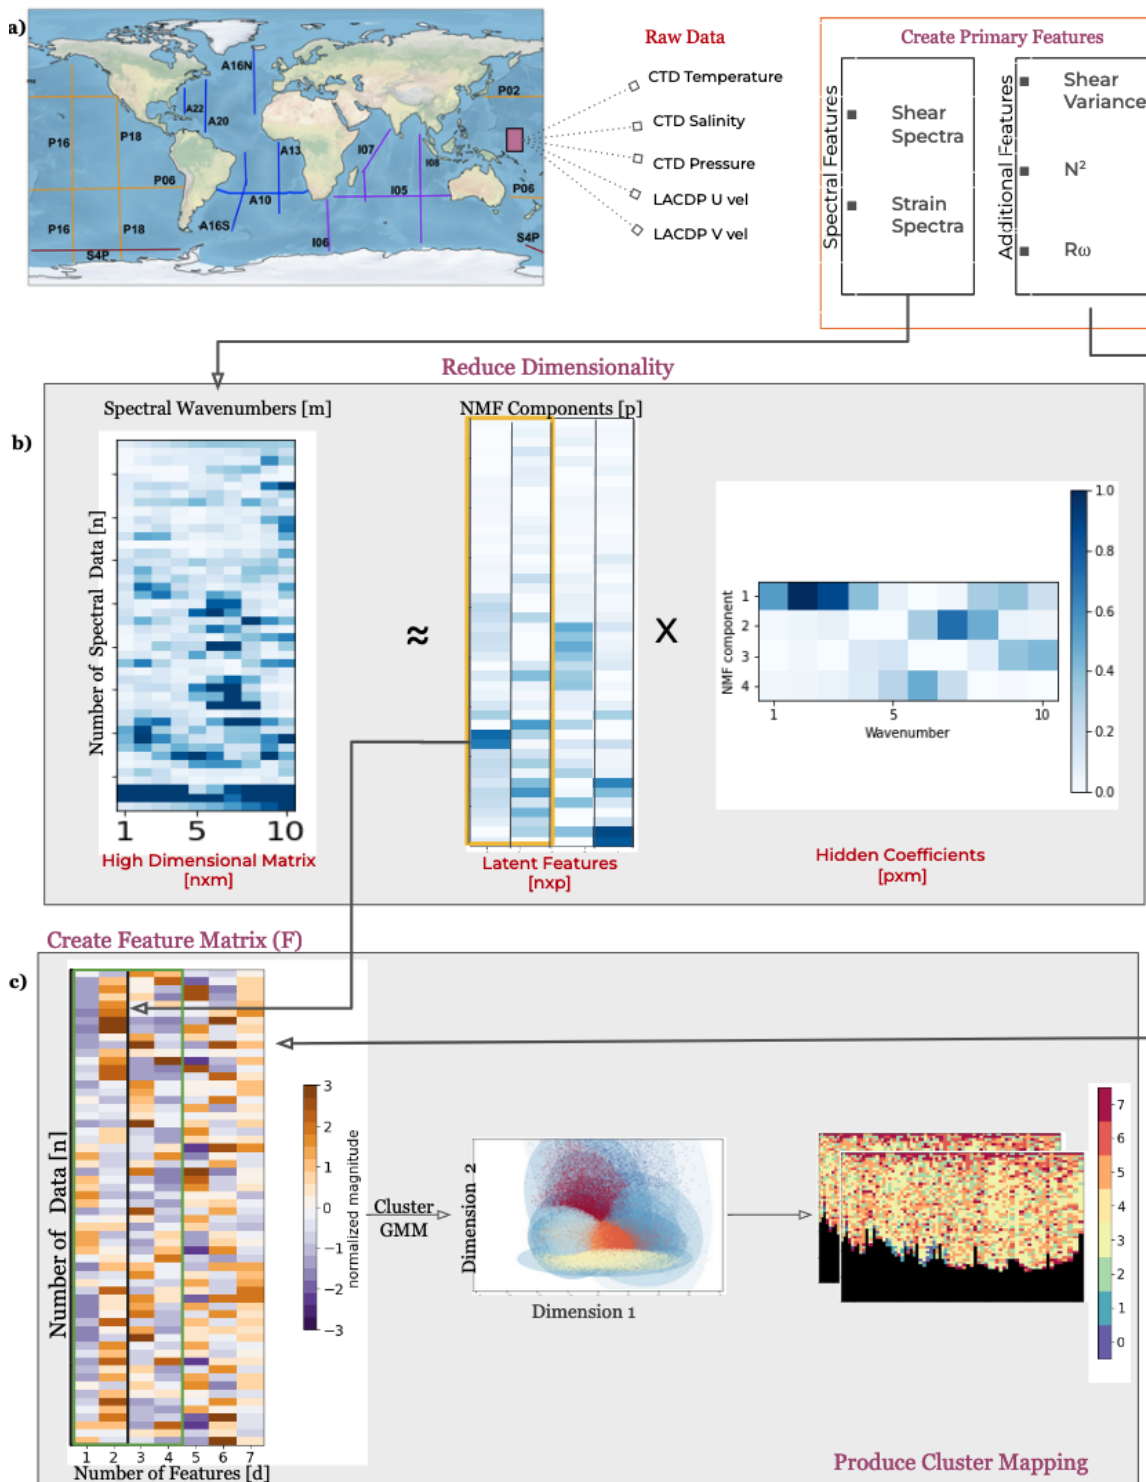 a)
A16N
A22
A20
P16
P18
A13
I07
I08
P02
P06
A10
I05
P06
P16
P18
A16S
I06
S4P
S4P
Raw Data
CTD Temperature
CTD Salinity
CTD Pressure
LACDP U vel
LACDP V vel
Create Primary Features
Spectral Features
Shear
Spectra
Strain
Spectra
Additional Features
Shear
Variance
N²
Rω
Reduce Dimensionality
b)
Spectral Wavenumbers [m]
Number of Spectral Data [n]
1 5 10
High Dimensional Matrix
[nxm]
≈
NMF Components [p]
Latent Features
[nxp]
X
NMF component
1
2
3
4
1 5 10
Wavenumber
1.0
0.8
0.6
0.4
0.2
0.0
Hidden Coefficients
[pxm]
Create Feature Matrix (F)
c)
Number of Data [n]
1 2 3 4 5 6 7
Number of Features [d]
3
2
1
0
−1
−2
−3
normalized magnitude
Cluster
GMM
Dimension 2
Dimension 1
7
6
5
4
3
2
1
0
Produce Cluster Mapping